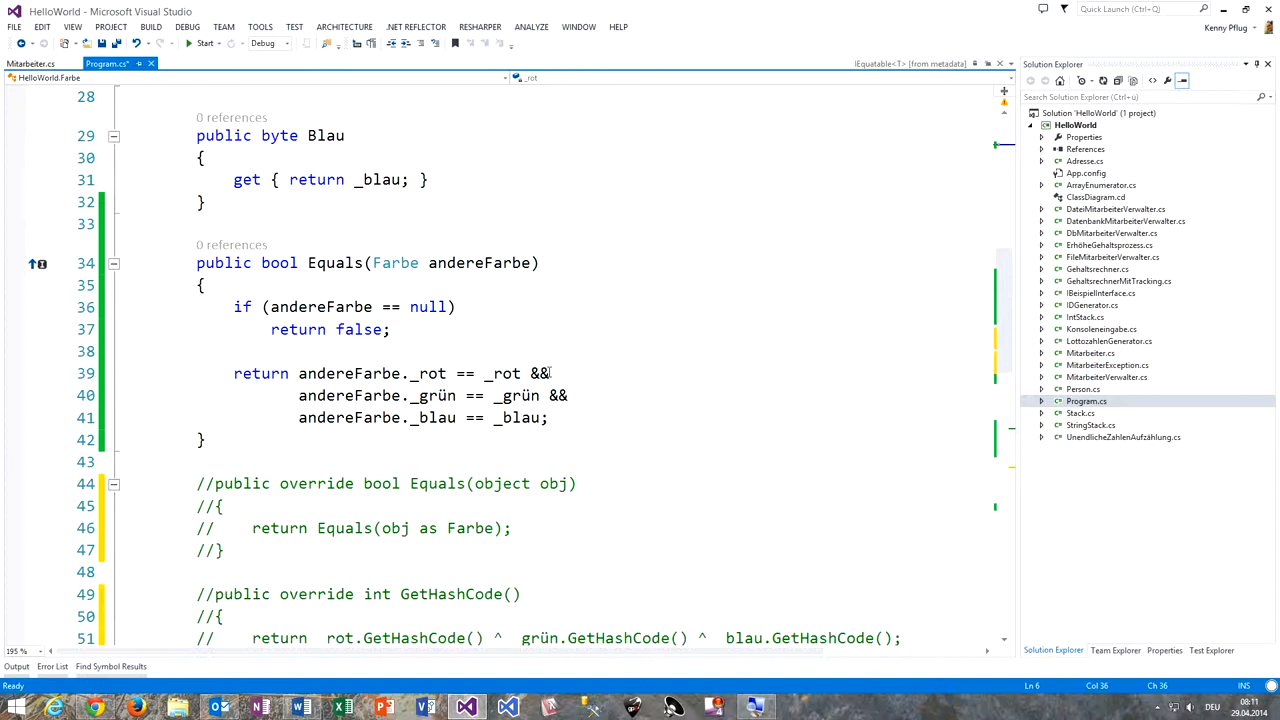 HelloWorld - Microsoft Visual Studio
Quick Launch (Ctrl+Q)
FILE EDIT VIEW PROJECT BUILD DEBUG TEAM TOOLS TEST ARCHITECTURE .NET REFLECTOR RESHARPER ANALYZE WINDOW HELP
Kenny Pflug
Start Debug
Mitarbeiter.cs Program.cs* IEquatable<T> [from metadata]
HelloWorld.Farbe _rot
28
0 references
29 public byte Blau
30 {
31 get { return _blau; }
32 }
33
0 references
34 public bool Equals(Farbe andereFarbe)
35 {
36 if (andereFarbe == null)
37 return false;
38
39 return andereFarbe._rot == _rot &&
40 andereFarbe._grün == _grün &&
41 andereFarbe._blau == _blau;
42 }
43
44 //public override bool Equals(object obj)
45 //{
46 // return Equals(obj as Farbe);
47 //}
48
49 //public override int GetHashCode()
50 //{
51 // return rot.GetHashCode() ^ grün.GetHashCode() ^ blau.GetHashCode();
195 %
Solution Explorer
Search Solution Explorer (Ctrl+ü)
Solution 'HelloWorld' (1 project)
HelloWorld
Properties
References
Adresse.cs
App.config
ArrayEnumerator.cs
ClassDiagram.cd
DateiMitarbeiterVerwalter.cs
DatenbankMitarbeiterVerwalter.cs
DbMitarbeiterVerwalter.cs
ErhöheGehaltsprozess.cs
FileMitarbeiterVerwalter.cs
Gehaltsrechner.cs
GehaltsrechnerMitTracking.cs
IBeispielInterface.cs
IDGenerator.cs
IntStack.cs
Konsoleneingabe.cs
LottozahlenGenerator.cs
Mitarbeiter.cs
MitarbeiterException.cs
MitarbeiterVerwalter.cs
Person.cs
Program.cs
Stack.cs
StringStack.cs
UnendlicheZahlenAufzählung.cs
Solution Explorer Team Explorer Properties Test Explorer
Output Error List Find Symbol Results
Ready Ln 6 Col 36 Ch 36 INS
DEU 08:11
29.04.2014